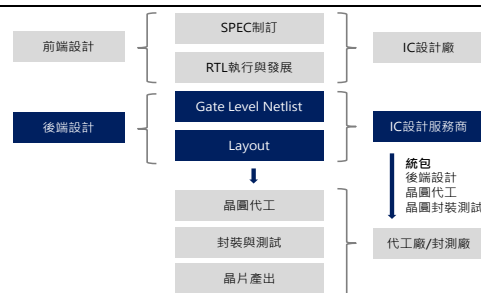 SPEC制訂
前端設計
IC設計廠
RTL執行與發展
Gate Level Netlist
後端設計
IC設計服務商
Layout
統包
後端設計
晶圓代工
晶圓封裝測試
晶圓代工
封裝與測試
代工廠/封測廠
晶片產出